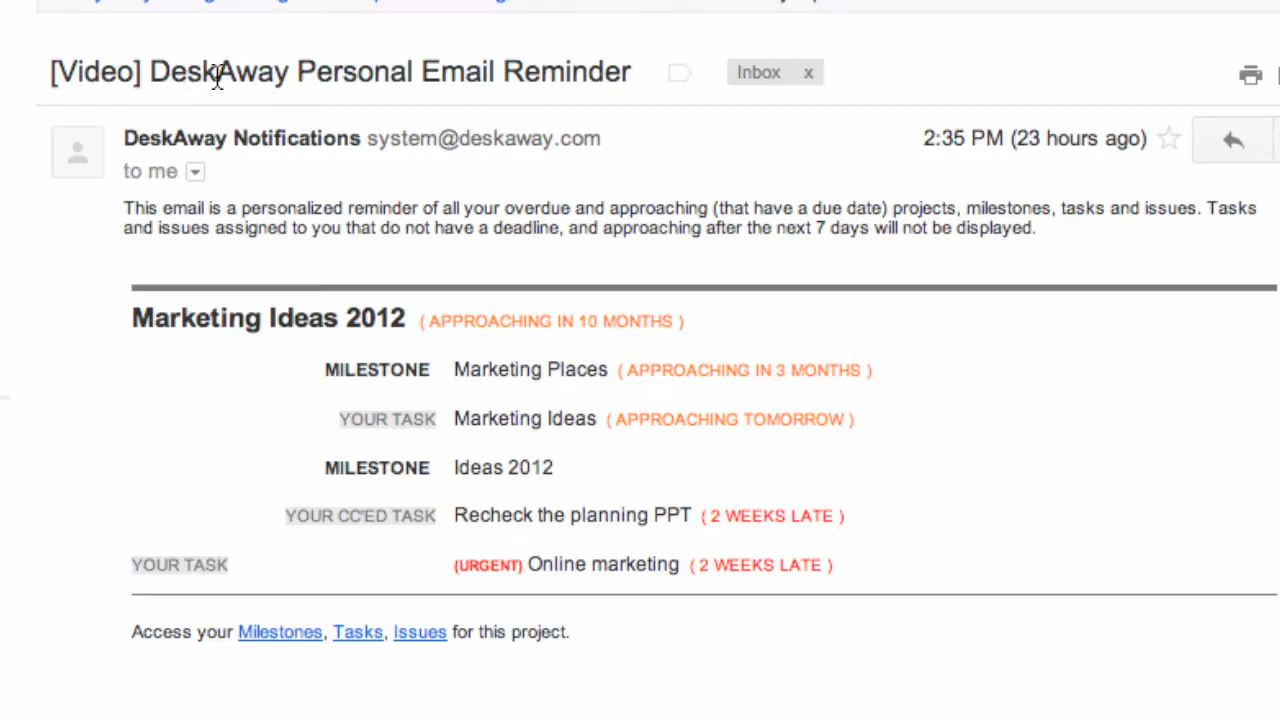 [Video] DeskAway Personal Email Reminder Inbox x
DeskAway Notifications system@deskaway.com 2:35 PM (23 hours ago)
to me
This email is a personalized reminder of all your overdue and approaching (that have a due date) projects, milestones, tasks and issues. Tasks
and issues assigned to you that do not have a deadline, and approaching after the next 7 days will not be displayed.
Marketing Ideas 2012 ( APPROACHING IN 10 MONTHS )
MILESTONE Marketing Places ( APPROACHING IN 3 MONTHS )
YOUR TASK Marketing Ideas ( APPROACHING TOMORROW )
MILESTONE Ideas 2012
YOUR CC'ED TASK Recheck the planning PPT ( 2 WEEKS LATE )
YOUR TASK (URGENT) Online marketing ( 2 WEEKS LATE )
Access your Milestones, Tasks, Issues for this project.